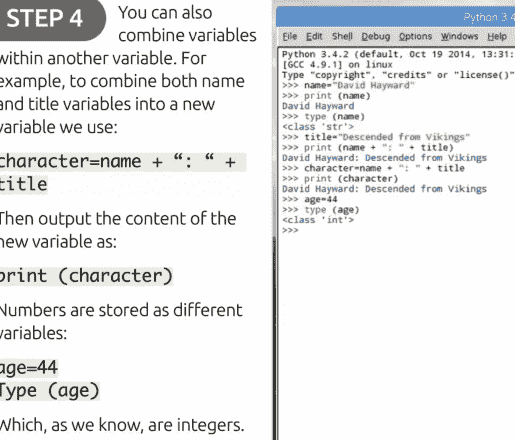 STEP 4
You can also
combine variables
within another variable. For
example, to combine both name
and title variables into a new
variable we use:
character=name + “: “ +
title
Then output the content of the
new variable as:
print (character)
Numbers are stored as different
variables:
age=44
Type (age)
Which, as we know, are integers.
Python 3.4
File Edit Shell Debug Options Windows Help
Python 3.4.2 (default, Oct 19 2014, 13:31:
[GCC 4.9.1] on linux
Type "copyright", "credits" or "license()"
>>> name="David Hayward"
>>> print (name)
David Hayward
>>> type (name)
<class 'str'>
>>> title="Descended from Vikings"
>>> print (name + ": " + title)
David Hayward: Descended from Vikings
>>> character=name + ": " + title
>>> print (character)
David Hayward: Descended from Vikings
>>> age=44
>>> type (age)
<class 'int'>
>>>